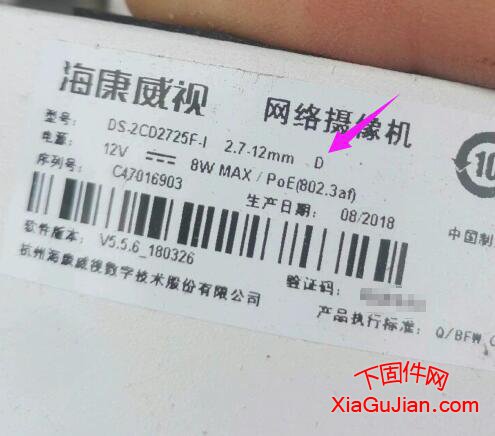 海康威视 网络摄像机
型号: DS-2CD2725F-I 2.7-12mm D
电源: 12V 8W MAX / PoE(802.3af)
序列号: C47016903 生产日期: 08/2018
中国制
软件版本: V5.5.6_180326 验证码:
杭州海康威视数字技术股份有限公司 产品执行标准: Q/BFW
10
下固件网
XiaGuJian.com